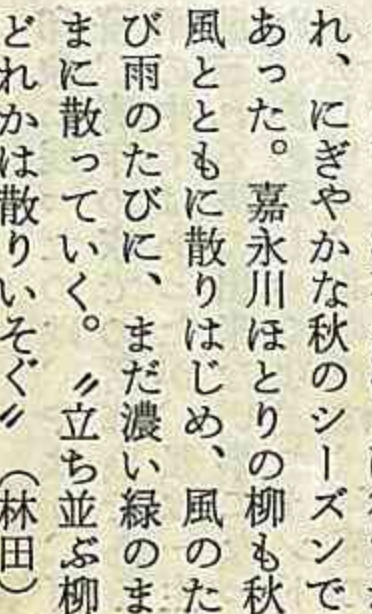 れ、にぎやかな秋のシーズンで
あった。嘉永川ほとりの柳も秋
風とともに散りはじめ、風のた
び雨のたびに、まだ濃い緑のま
まに散っていく。〝立ち並ぶ柳
どれかは散りいそぐ〟（林田）